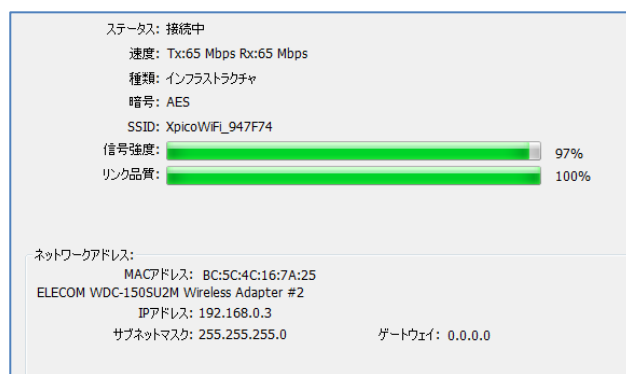 ステータス: 接続中
速度: Tx:65 Mbps Rx:65 Mbps
種類: インフラストラクチャ
暗号: AES
SSID: XpicoWiFi_947F74
信号強度: 97%
リンク品質: 100%
ネットワークアドレス:
MACアドレス: BC:5C:4C:16:7A:25
ELECOM WDC-150SU2M Wireless Adapter #2
IPアドレス: 192.168.0.3
サブネットマスク: 255.255.255.0 ゲートウェイ: 0.0.0.0